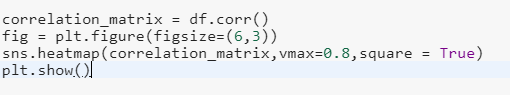 correlation_matrix = df.corr()
fig = plt.figure(figsize=(6,3))
sns.heatmap(correlation_matrix,vmax=0.8,square = True)
plt.show()